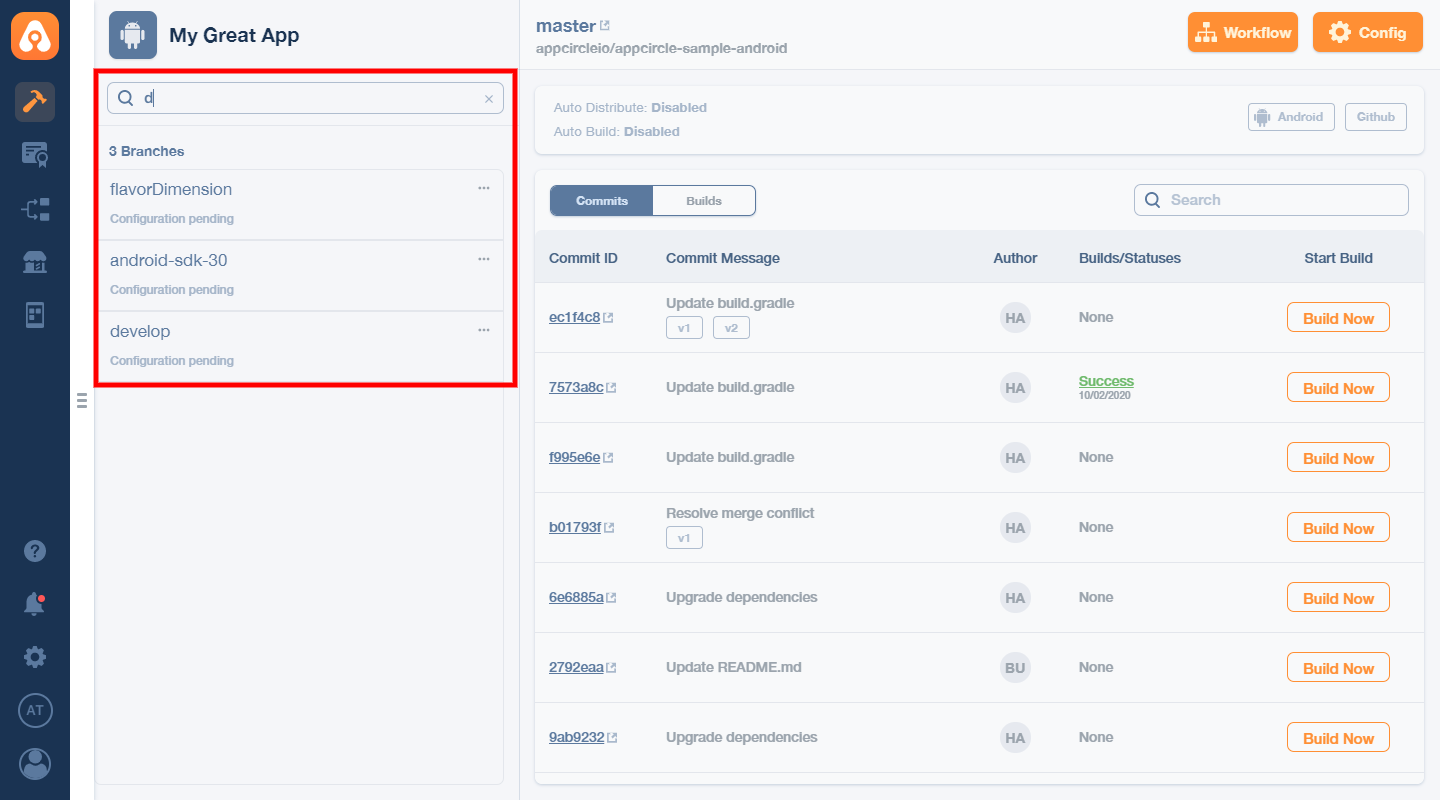 My Great App
d
3 Branches
flavorDimension
Configuration pending
android-sdk-30
Configuration pending
develop
Configuration pending
AT
master
appcircleio/appcircle-sample-android
Workflow
Config
Auto Distribute: Disabled
Auto Build: Disabled
Android
Github
Commits
Builds
Search
Commit ID Commit Message Author Builds/Statuses Start Build
ec1f4c8 Update build.gradle HA None Build Now
v1 v2
7573a8c Update build.gradle HA Success Build Now
10/02/2020
f995e6e Update build.gradle HA None Build Now
b01793f Resolve merge conflict HA None Build Now
v1
6e6885a Upgrade dependencies HA None Build Now
2792eaa Update README.md BU None Build Now
9ab9232 Upgrade dependencies HA None Build Now